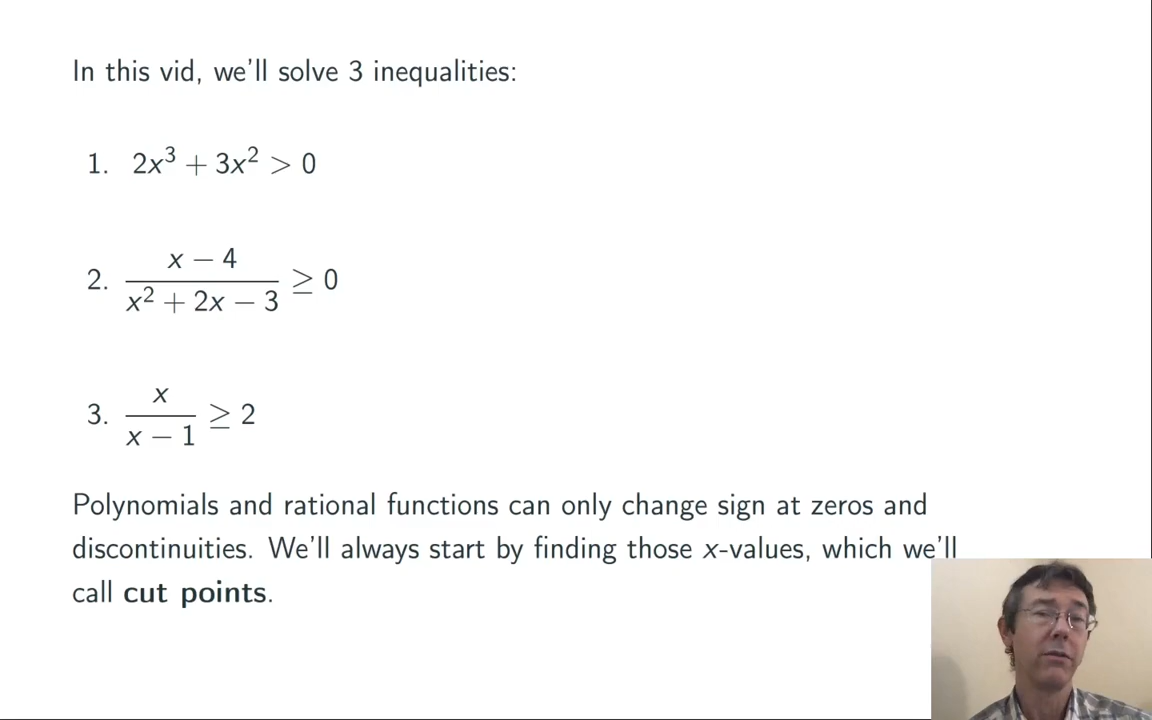 In this vid, we'll solve 3 inequalities:
1. 2x³ + 3x² > 0
2. (x − 4)/(x² + 2x − 3) ≥ 0
3. x/(x − 1) ≥ 2
Polynomials and rational functions can only change sign at zeros and
discontinuities. We'll always start by finding those x-values, which we'll
call cut points.